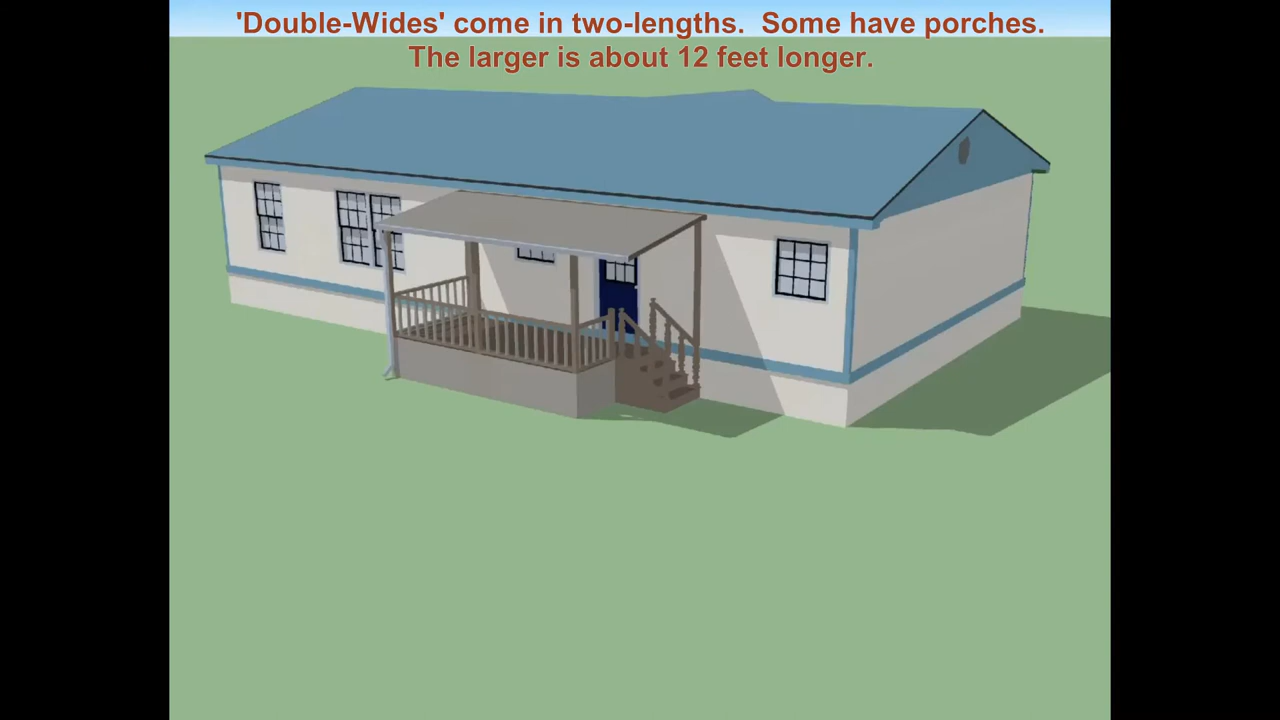 'Double-Wides' come in two-lengths.  Some have porches.
The larger is about 12 feet longer.